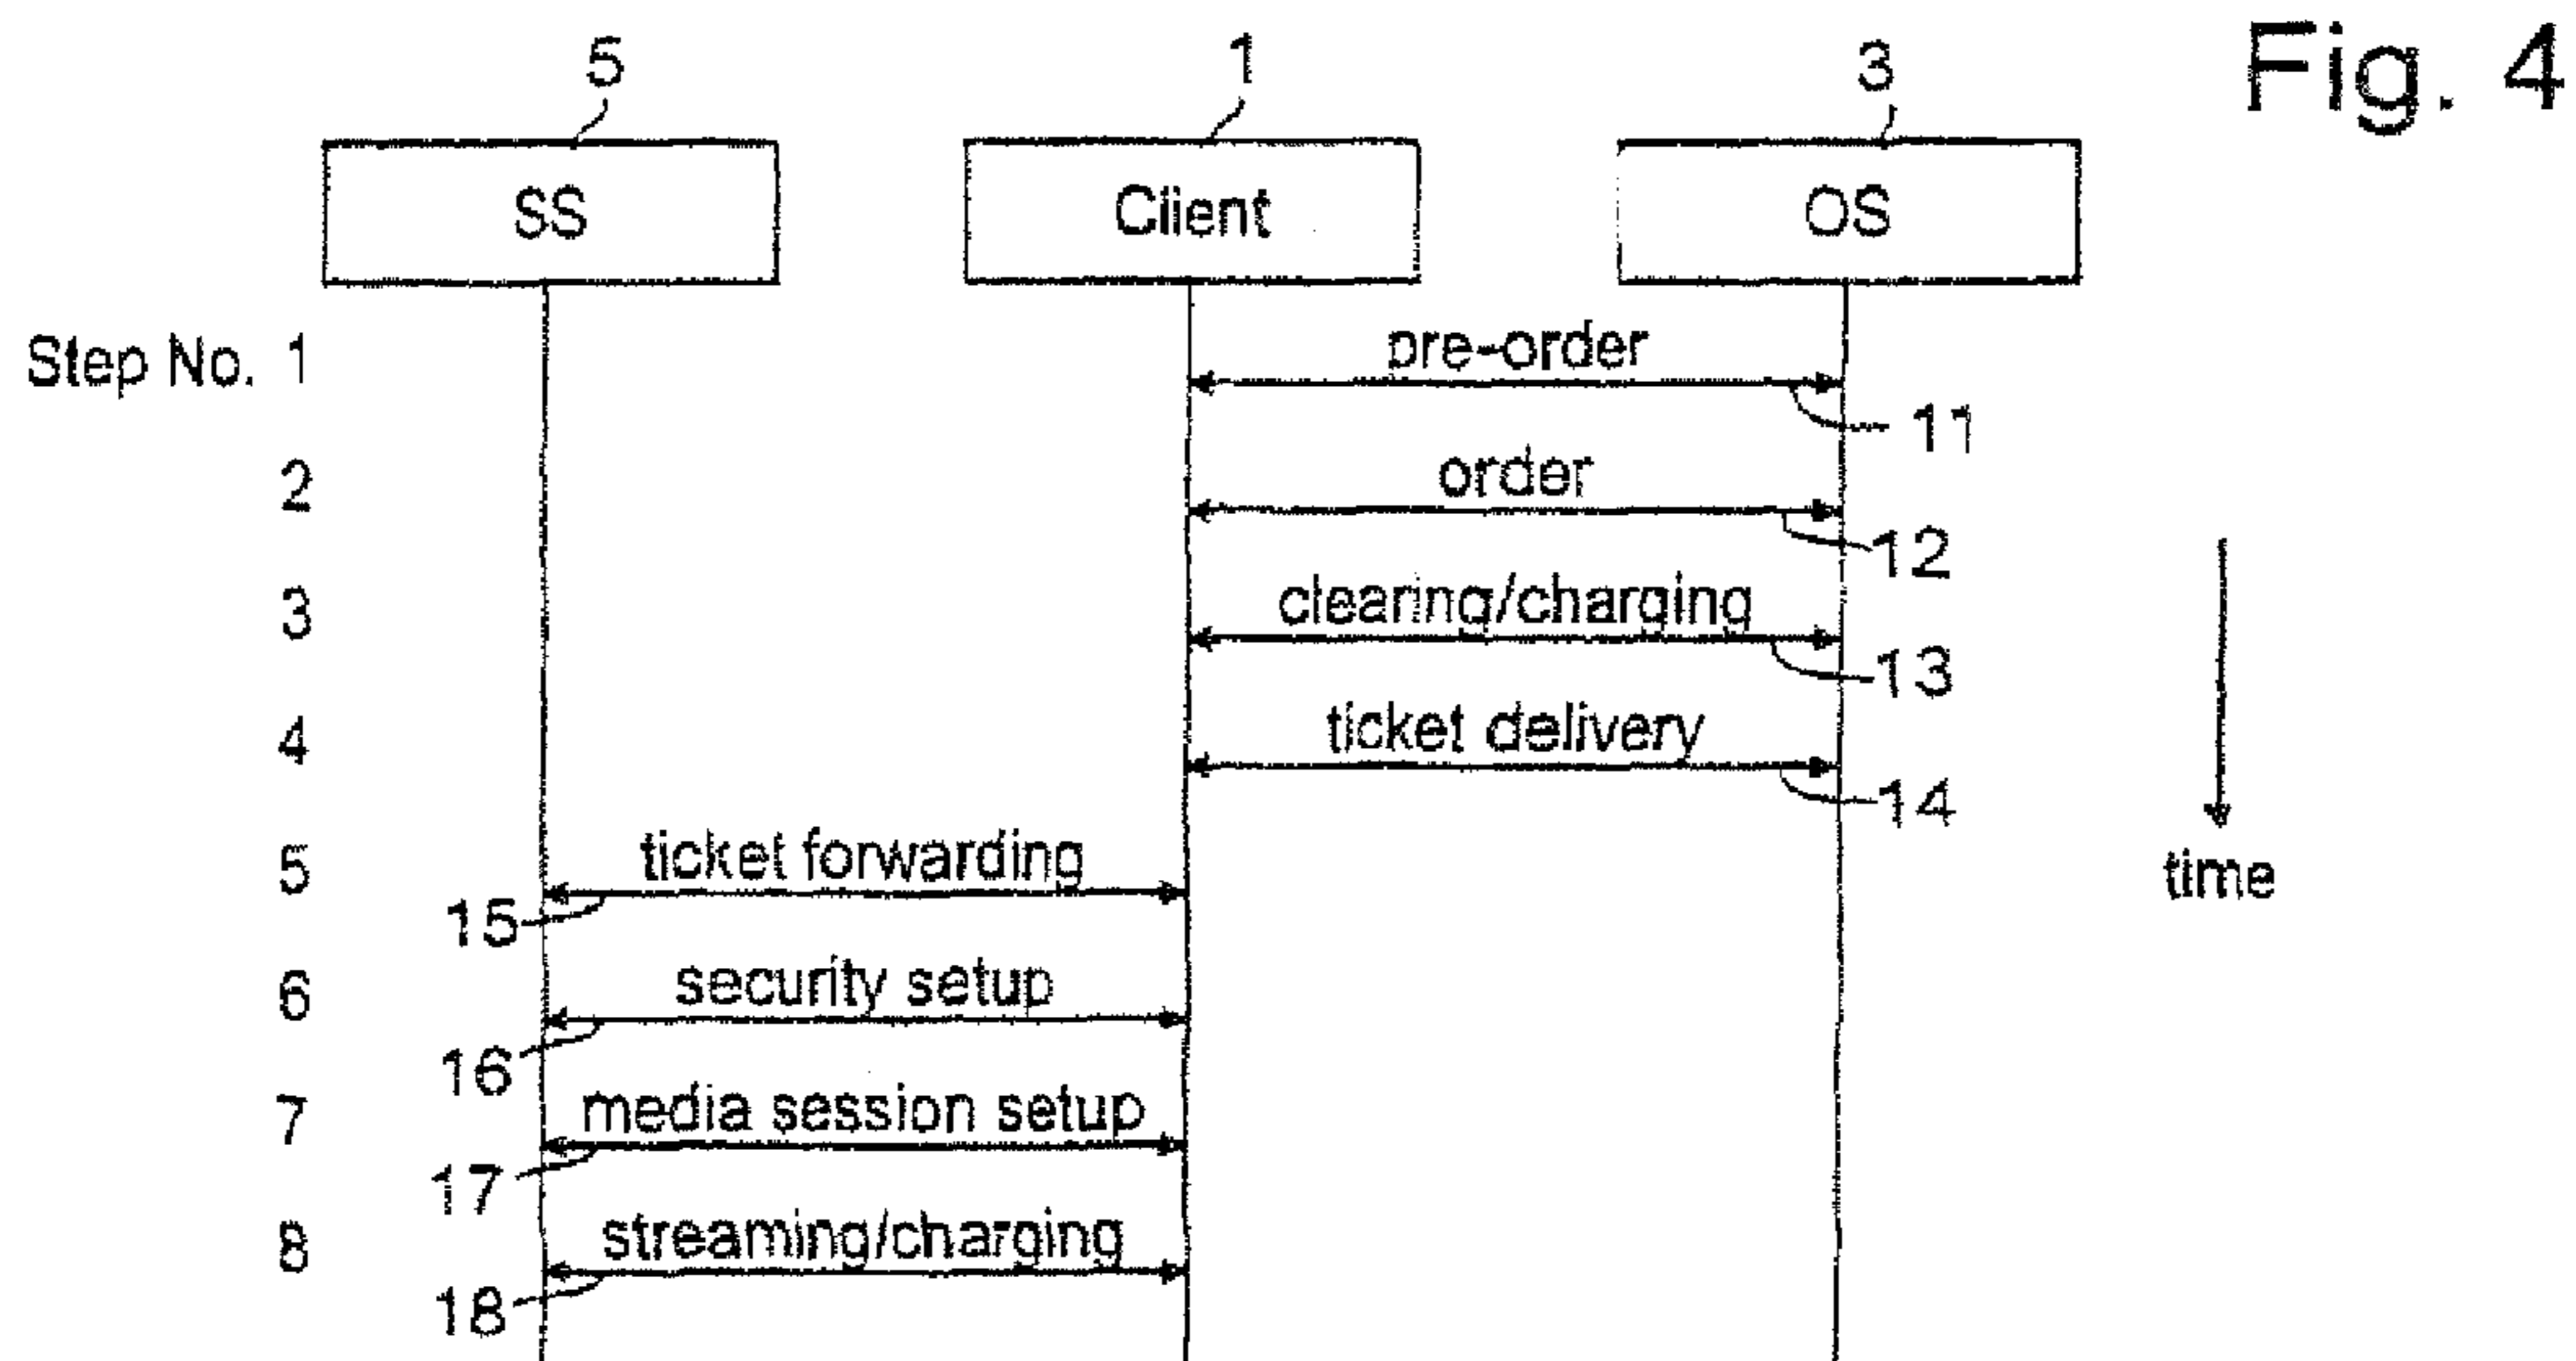 Fig. 4
5 1 3
SS Client OS
Step No. 1 pre-order
11
2 order
12
3 clearing/charging
13
4 ticket delivery
14
5 ticket forwarding
time
15
6 security setup
16
7 media session setup
17
8 streaming/charging
18